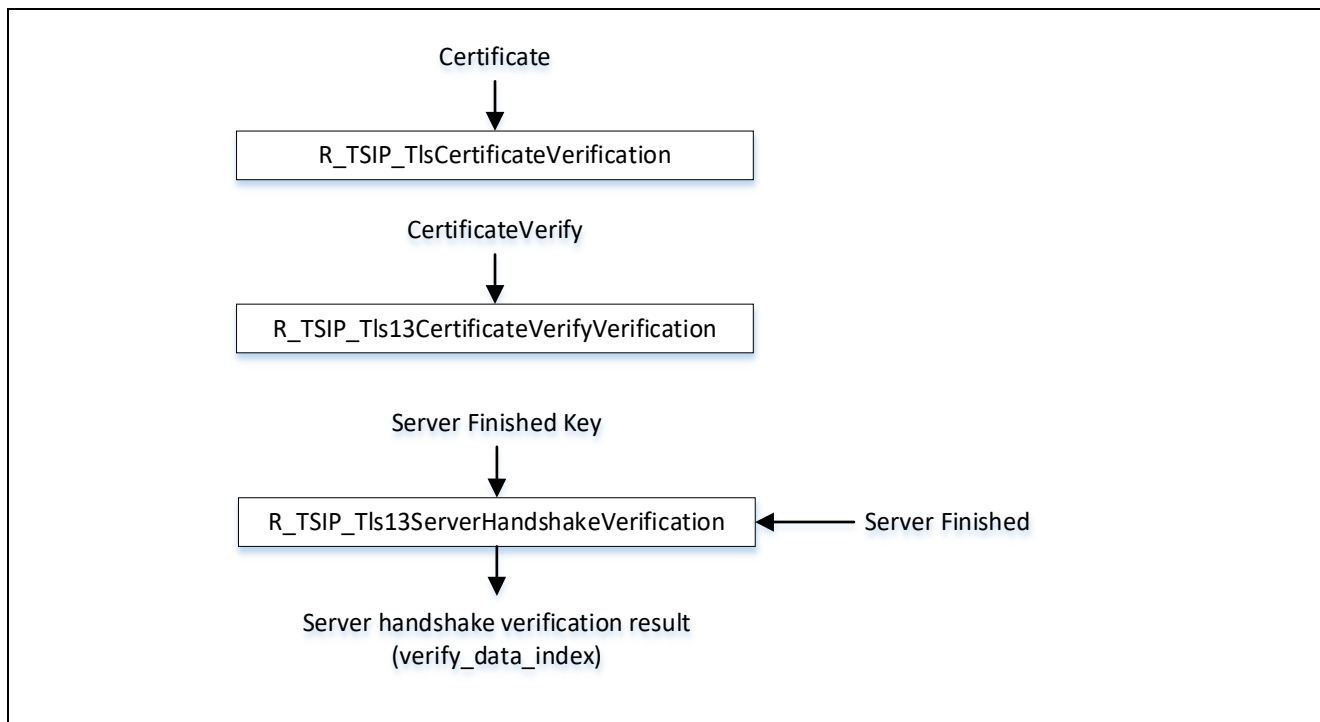 Certificate
R_TSIP_TlsCertificateVerification
CertificateVerify
R_TSIP_Tls13CertificateVerifyVerification
Server Finished Key
R_TSIP_Tls13ServerHandshakeVerification
Server Finished
Server handshake verification result
(verify_data_index)